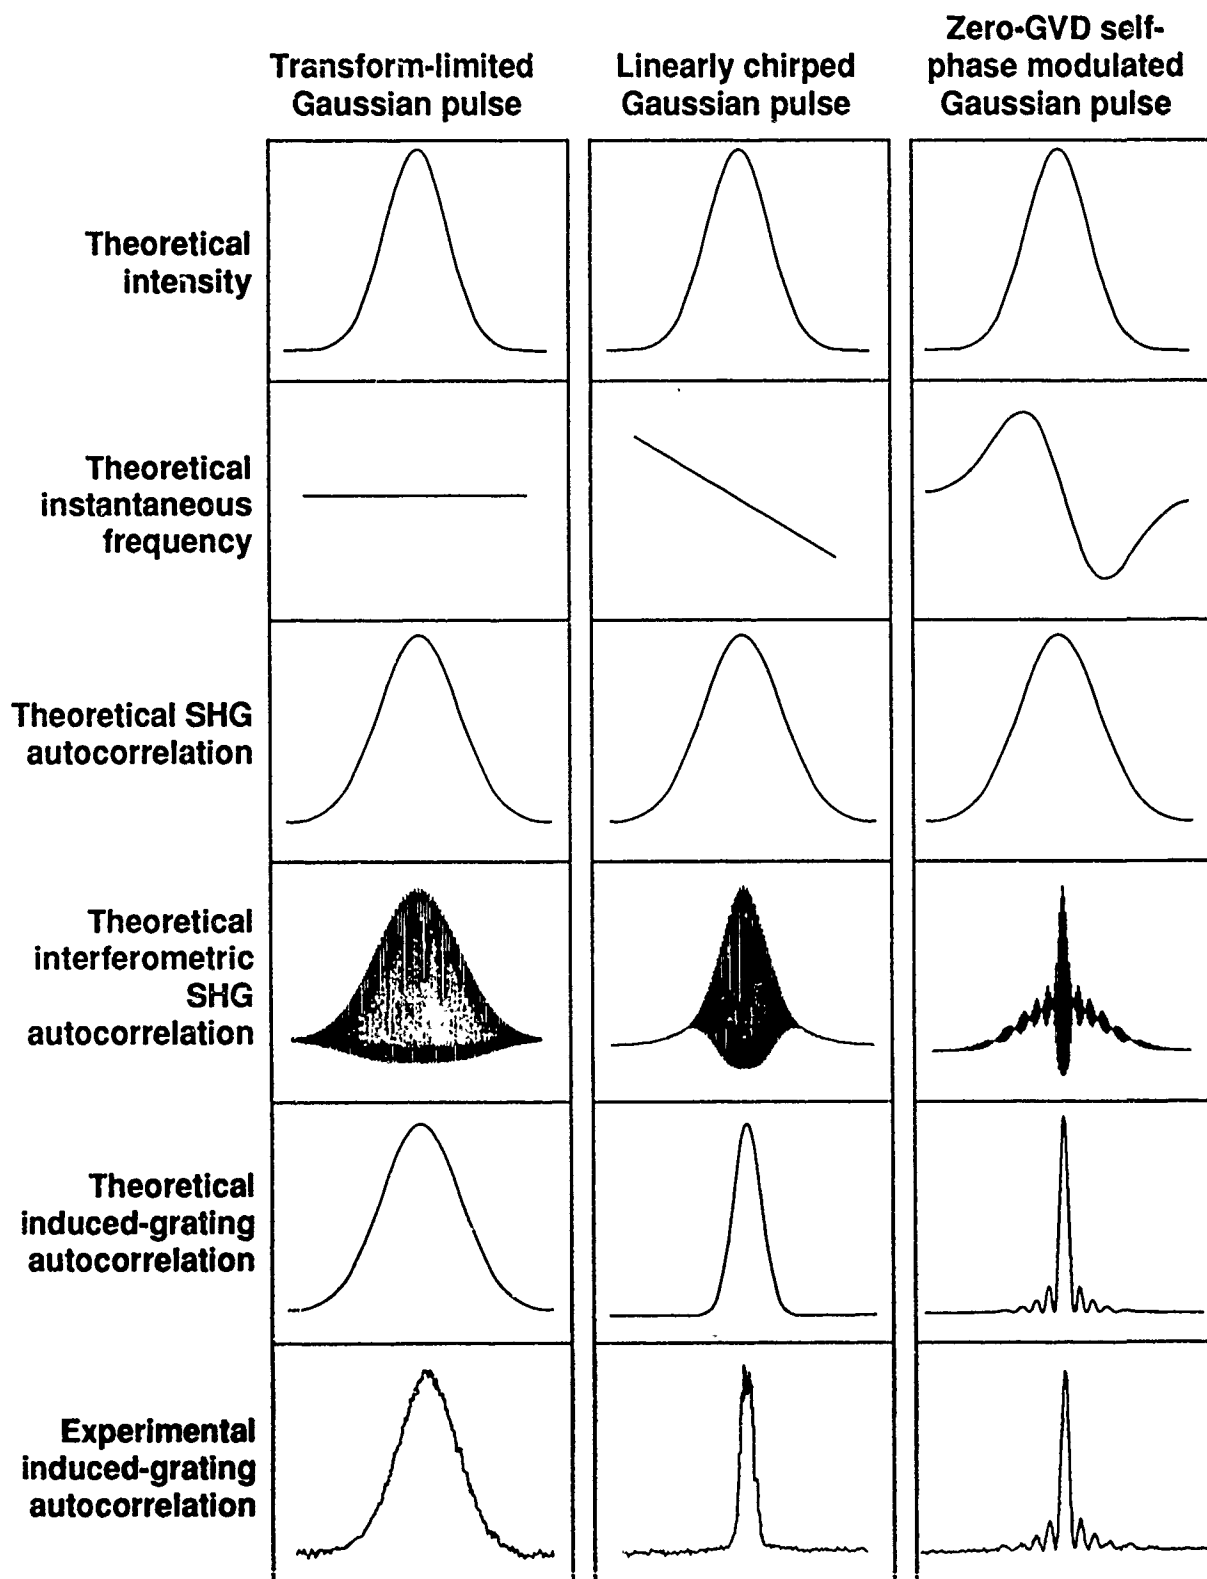 Transform-limited
Gaussian pulse
Linearly chirped
Gaussian pulse
Zero-GVD self-
phase modulated
Gaussian pulse
Theoretical
intensity
Theoretical
instantaneous
frequency
Theoretical SHG
autocorrelation
Theoretical
interferometric
SHG
autocorrelation
Theoretical
induced-grating
autocorrelation
Experimental
induced-grating
autocorrelation